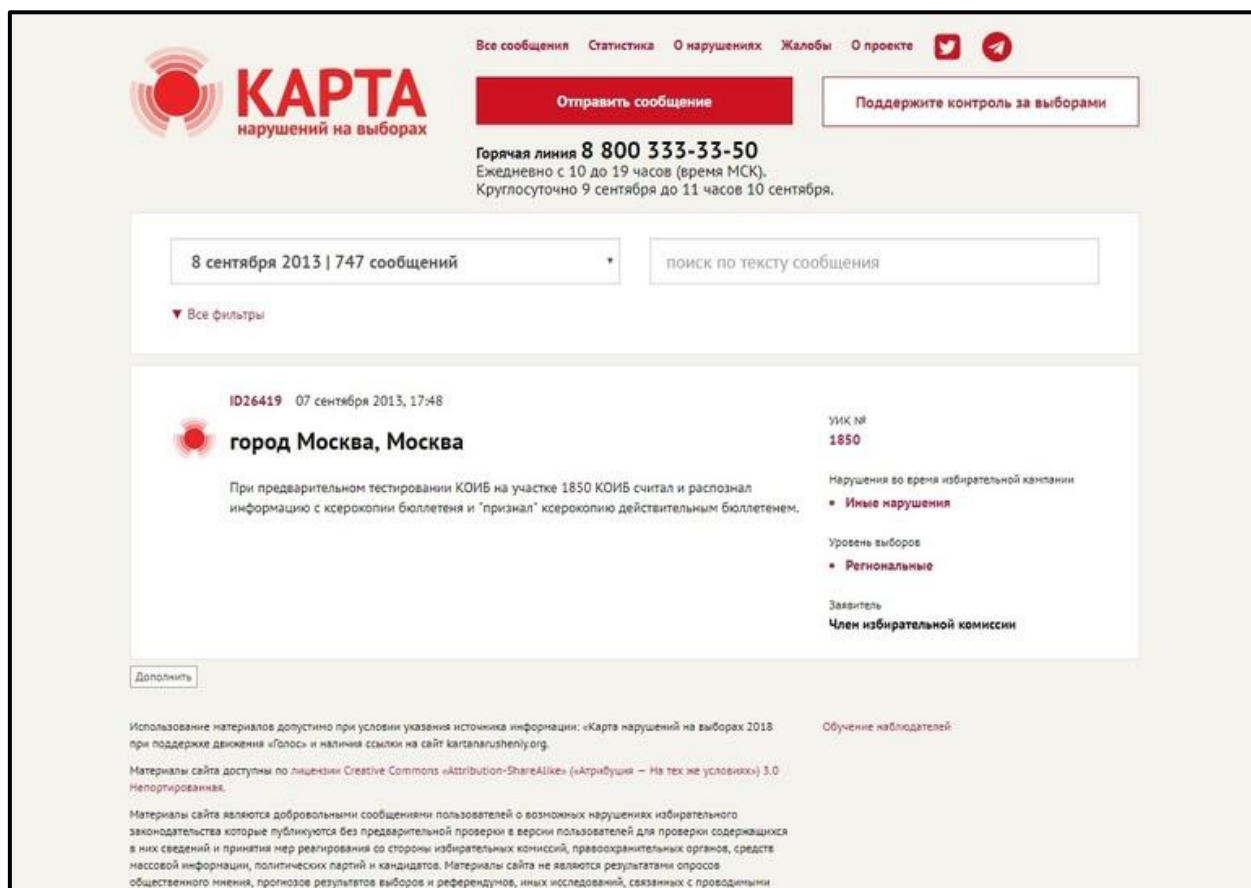 Все сообщения Статистика О нарушениях Жалобы О проекте
КАРТА
нарушений на выборах
Отправить сообщение
Поддержите контроль за выборами
Горячая линия 8 800 333-33-50
Ежедневно с 10 до 19 часов (время МСК).
Круглосуточно 9 сентября до 11 часов 10 сентября.
8 сентября 2013 | 747 сообщений
поиск по тексту сообщения
▼ Все фильтры
ID26419 07 сентября 2013, 17:48
город Москва, Москва
При предварительном тестировании КОИБ на участке 1850 КОИБ считал и распознал
информацию с ксерокопии бюллетеня и "признал" ксерокопию действительным бюллетенем.
УИК №
1850
Нарушения во время избирательной кампании
• Иные нарушения
Уровень выборов
• Региональные
Заявитель
Член избирательной комиссии
Дополнить
Использование материалов допустимо при условии указания источника информации: «Карта нарушений на выборах 2018
при поддержке движения «Голос» и наличия ссылки на сайт kartanarusheniy.org.
Обучение наблюдателей
Материалы сайта доступны по лицензии Creative Commons «Attribution-ShareAlike» («Атрибуция — На тех же условиях») 3.0
Непортированная.
Материалы сайта являются добровольными сообщениями пользователей о возможных нарушениях избирательного
законодательства которые публикуются без предварительной проверки в версии пользователей для проверки содержащихся
в них сведений и принятия мер реагирования со стороны избирательных комиссий, правоохранительных органов, средств
массовой информации, политических партий и кандидатов. Материалы сайта не являются результатами опросов
общественного мнения, прогнозов результатов выборов и референдумов, иных исследований, связанных с проводимыми